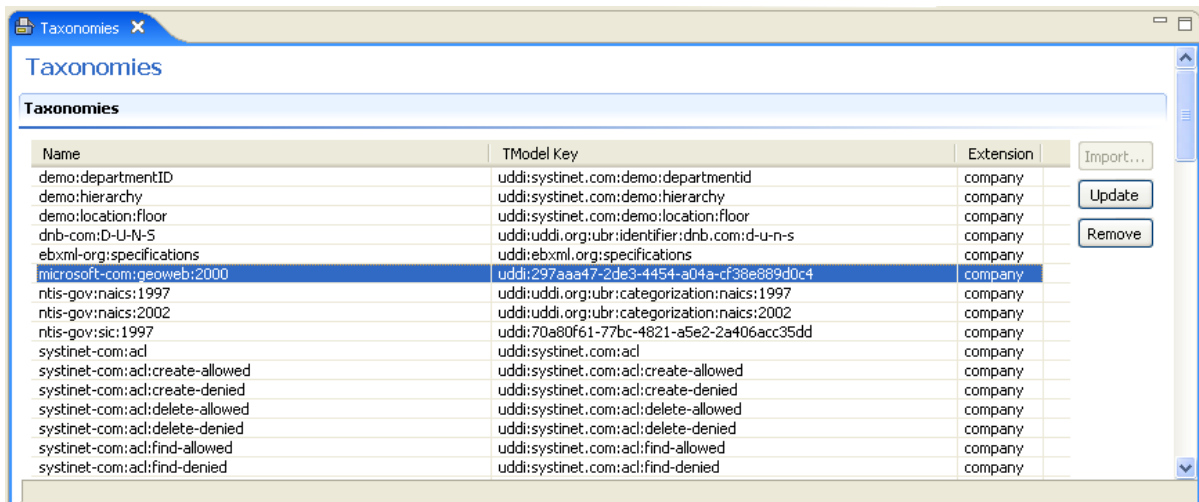 Taxonomies
Taxonomies
Taxonomies
Name TModel Key Extension Import...
demo:departmentID uddi:systinet.com:demo:departmentid company
demo:hierarchy uddi:systinet.com:demo:hierarchy company Update
demo:location:floor uddi:systinet.com:demo:location:floor company
dnb-com:D-U-N-S uddi:uddi.org:ubr:identifier:dnb.com:d-u-n-s company Remove
ebxml-org:specifications uddi:ebxml.org:specifications company
microsoft-com:geoweb:2000 uddi:297aaa47-2de3-4454-a04a-cf38e889d0c4 company
ntis-gov:naics:1997 uddi:uddi.org:ubr:categorization:naics:1997 company
ntis-gov:naics:2002 uddi:uddi.org:ubr:categorization:naics:2002 company
ntis-gov:sic:1997 uddi:70a80f61-77bc-4821-a5e2-2a406acc35dd company
systinet-com:acl uddi:systinet.com:acl company
systinet-com:acl:create-allowed uddi:systinet.com:acl:create-allowed company
systinet-com:acl:create-denied uddi:systinet.com:acl:create-denied company
systinet-com:acl:delete-allowed uddi:systinet.com:acl:delete-allowed company
systinet-com:acl:delete-denied uddi:systinet.com:acl:delete-denied company
systinet-com:acl:find-allowed uddi:systinet.com:acl:find-allowed company
systinet-com:acl:find-denied uddi:systinet.com:acl:find-denied company